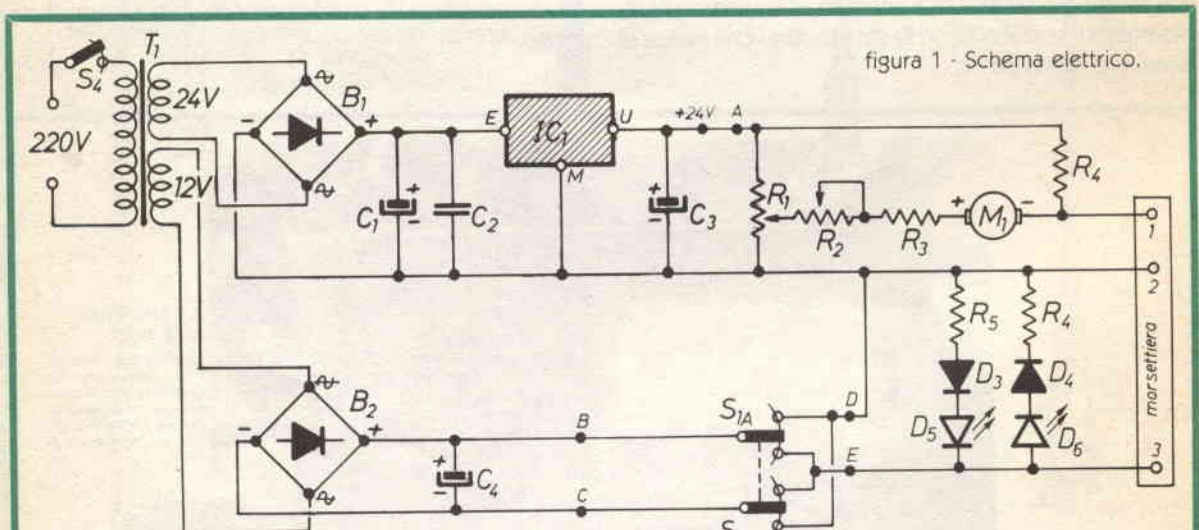 figura 1 - Schema elettrico.
S4
T1
220V
24V
12V
B1
-
+
C1
+
-
C2
E
IC1
U
M
+24V
A
C3
+
-
R1
R2
R3
+
M1
-
R4
1
2
3
morsettiera
R5
R4
D3
D4
D5
D6
B2
-
+
C4
+
-
B
C
S1A
D
E
S